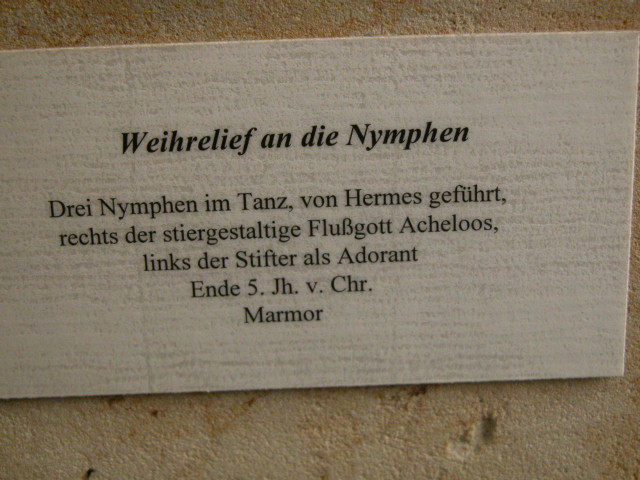 Weihrelief an die Nymphen
Drei Nymphen im Tanz, von Hermes geführt,
rechts der stiergestaltige Flußgott Acheloos,
links der Stifter als Adorant
Ende 5. Jh. v. Chr.
Marmor